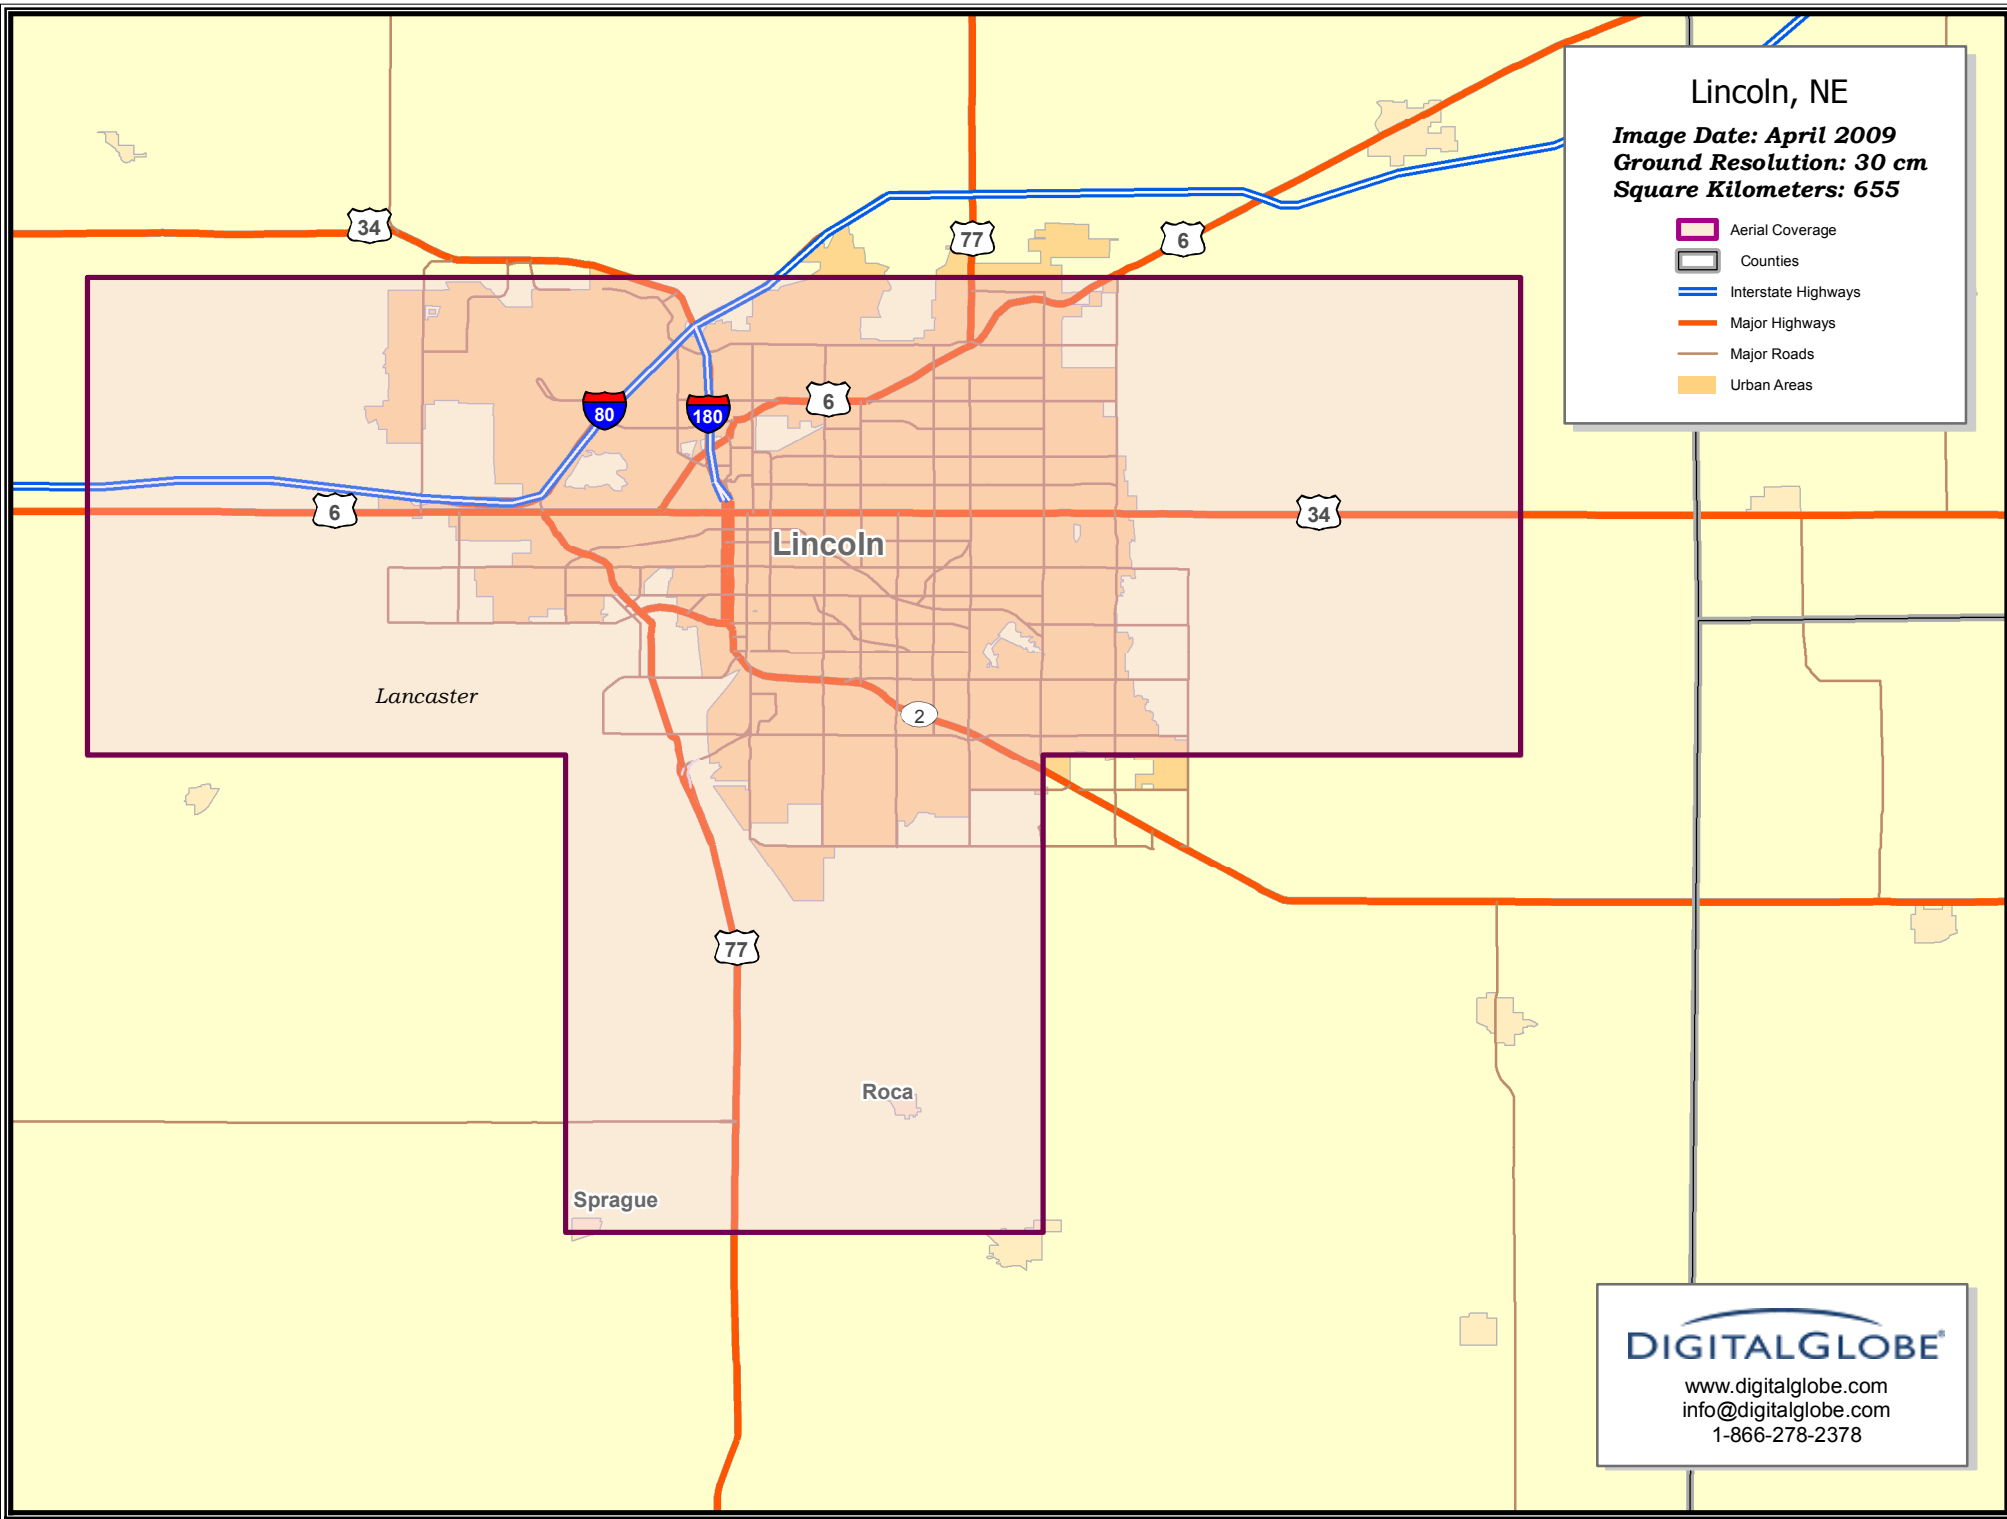 Lincoln, NE
Image Date: April 2009
Ground Resolution: 30 cm
Square Kilometers: 655
Aerial Coverage
Counties
Interstate Highways
Major Highways
Major Roads
Urban Areas
34
77
6
80
180
6
6
34
Lincoln
Lancaster
2
77
Roca
Sprague
DIGITALGLOBE®
www.digitalglobe.com
info@digitalglobe.com
1-866-278-2378